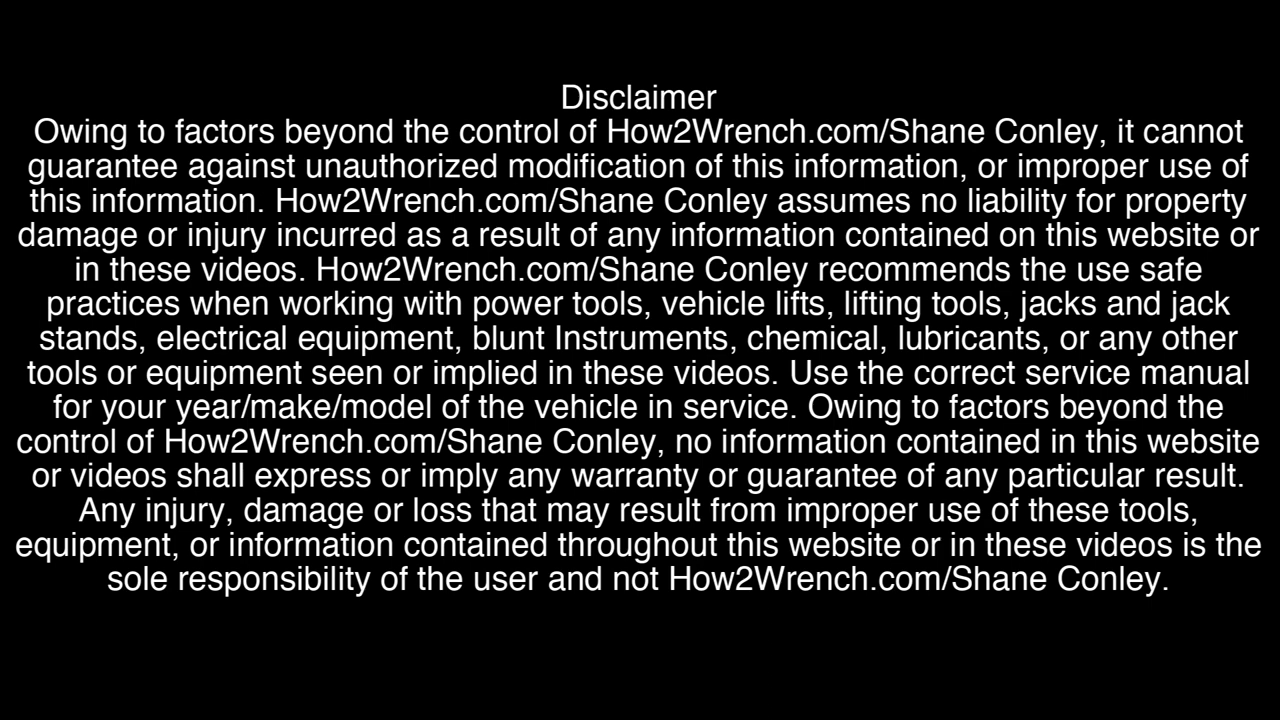 Disclaimer
Owing to factors beyond the control of How2Wrench.com/Shane Conley, it cannot
guarantee against unauthorized modification of this information, or improper use of
this information. How2Wrench.com/Shane Conley assumes no liability for property
damage or injury incurred as a result of any information contained on this website or
in these videos. How2Wrench.com/Shane Conley recommends the use safe
practices when working with power tools, vehicle lifts, lifting tools, jacks and jack
stands, electrical equipment, blunt Instruments, chemical, lubricants, or any other
tools or equipment seen or implied in these videos. Use the correct service manual
for your year/make/model of the vehicle in service. Owing to factors beyond the
control of How2Wrench.com/Shane Conley, no information contained in this website
or videos shall express or imply any warranty or guarantee of any particular result.
Any injury, damage or loss that may result from improper use of these tools,
equipment, or information contained throughout this website or in these videos is the
sole responsibility of the user and not How2Wrench.com/Shane Conley.